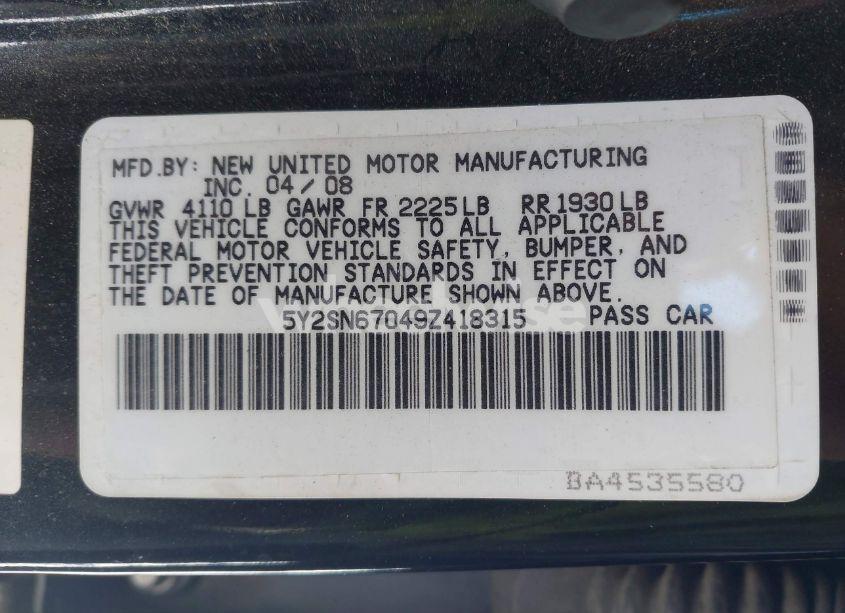 MFD.BY: NEW UNITED MOTOR MANUFACTURING
INC. 04/08
GVWR 4110 LB GAWR FR 2225 LB RR 1930 LB
THIS VEHICLE CONFORMS TO ALL APPLICABLE
FEDERAL MOTOR VEHICLE SAFETY, BUMPER, AND
THEFT PREVENTION STANDARDS IN EFFECT ON
THE DATE OF MANUFACTURE SHOWN ABOVE.
5Y2SN67049Z418315 PASS CAR
BA4535580